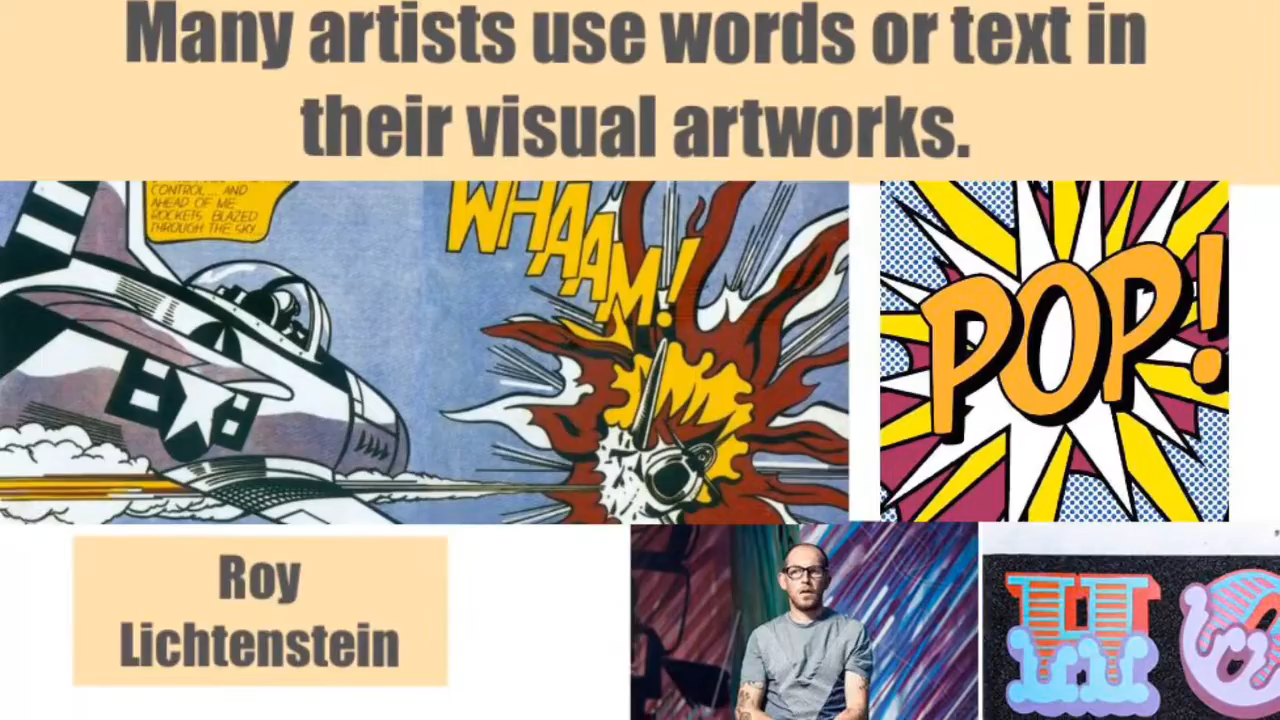 Many artists use words or text in
their visual artworks.
CONTROL... AND
AHEAD OF ME
ROCKETS BLAZED
THROUGH THE SKY...
WHAAM!
POP!
Roy
Lichtenstein